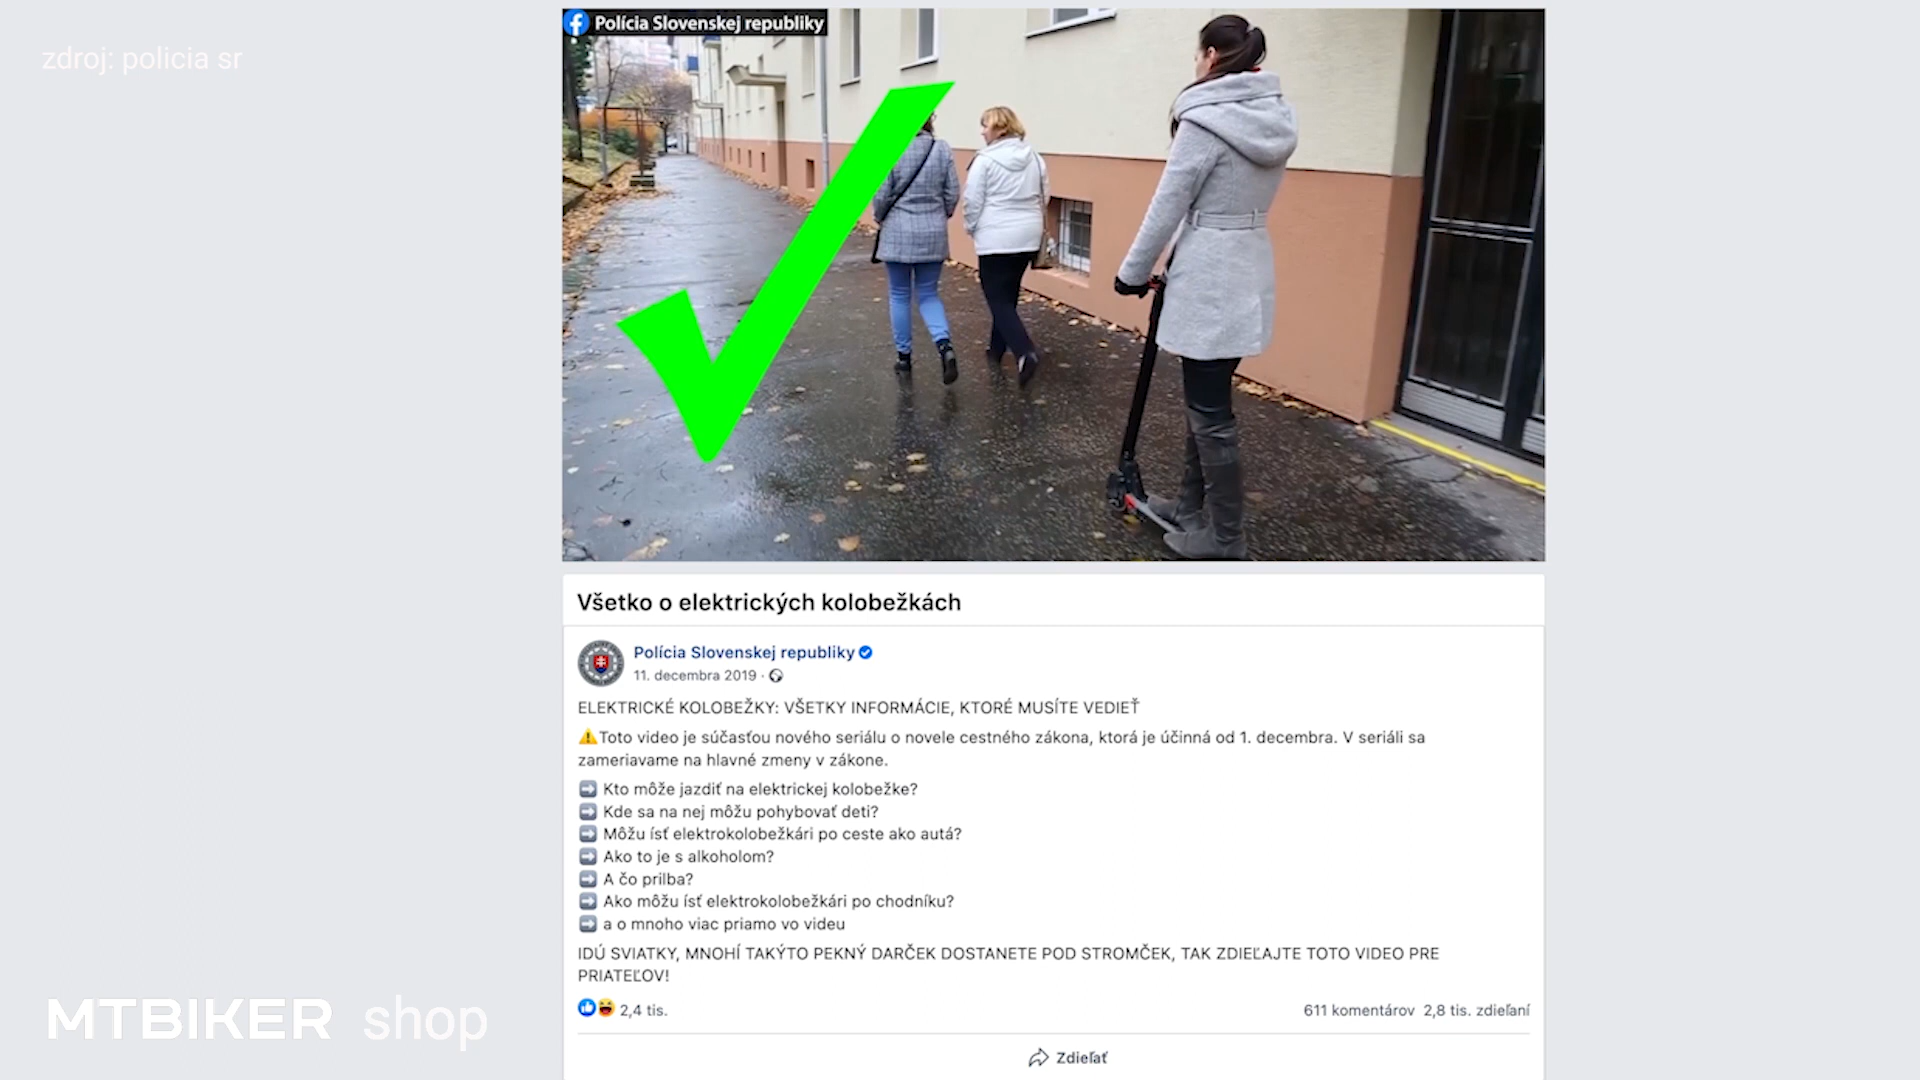 Polícia Slovenskej republiky
zdroj: policia sr
Všetko o elektrických kolobežkách
Polícia Slovenskej republiky
11. decembra 2019 ·
ELEKTRICKÉ KOLOBEŽKY: VŠETKY INFORMÁCIE, KTORÉ MUSÍTE VEDIEŤ
⚠️Toto video je súčasťou nového seriálu o novele cestného zákona, ktorá je účinná od 1. decembra. V seriáli sa
zameriavame na hlavné zmeny v zákone.
➡️ Kto môže jazdiť na elektrickej kolobežke?
➡️ Kde sa na nej môžu pohybovať deti?
➡️ Môžu ísť elektrokolobežkári po ceste ako autá?
➡️ Ako to je s alkoholom?
➡️ A čo prilba?
➡️ Ako môžu ísť elektrokolobežkári po chodníku?
➡️ a o mnoho viac priamo vo videu
IDÚ SVIATKY, MNOHÍ TAKÝTO PEKNÝ DARČEK DOSTANETE POD STROMČEK, TAK ZDIEĽAJTE TOTO VIDEO PRE
PRIATEĽOV!
2,4 tis.
611 komentárov 2,8 tis. zdieľaní
Zdieľať
MTBIKER shop